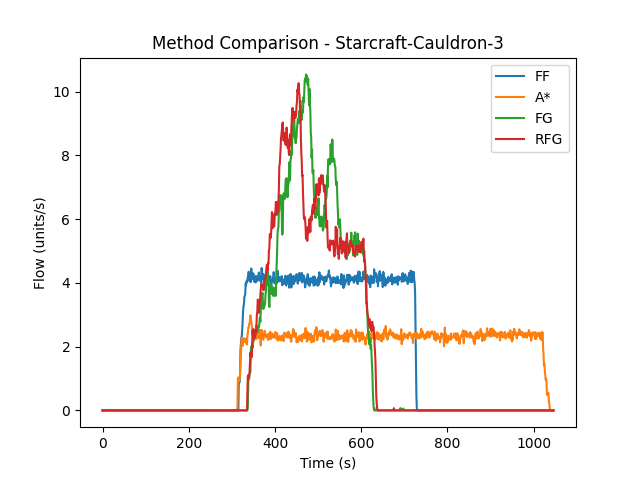 Method Comparison - Starcraft-Cauldron-3
FF
A*
FG
RFG
Flow (units/s)
10
8
6
4
2
0
0 200 400 600 800 1000
Time (s)